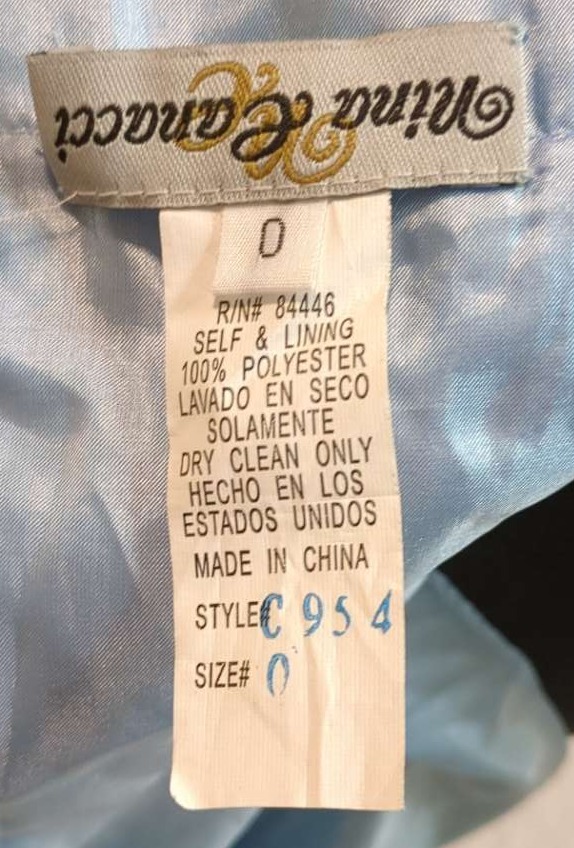 Nina Canacci
0
R/N# 84446
SELF & LINING
100% POLYESTER
LAVADO EN SECO
SOLAMENTE
DRY CLEAN ONLY
HECHO EN LOS
ESTADOS UNIDOS
MADE IN CHINA
STYLE# C954
SIZE# 0